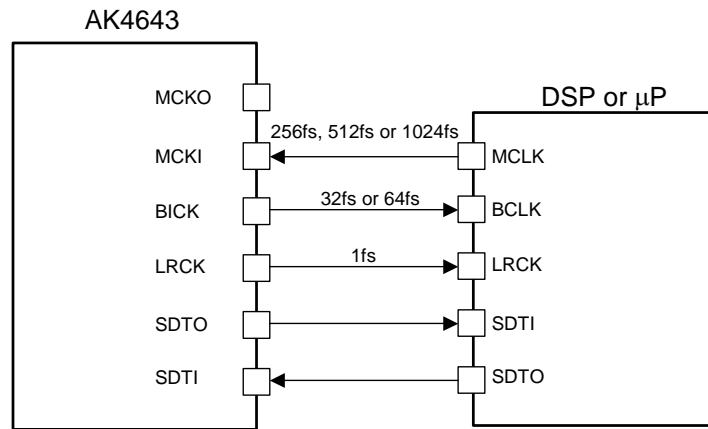 AK4643
DSP or μP
MCKO
256fs, 512fs or 1024fs
MCKI
MCLK
32fs or 64fs
BICK
BCLK
1fs
LRCK
LRCK
SDTO
SDTI
SDTI
SDTO